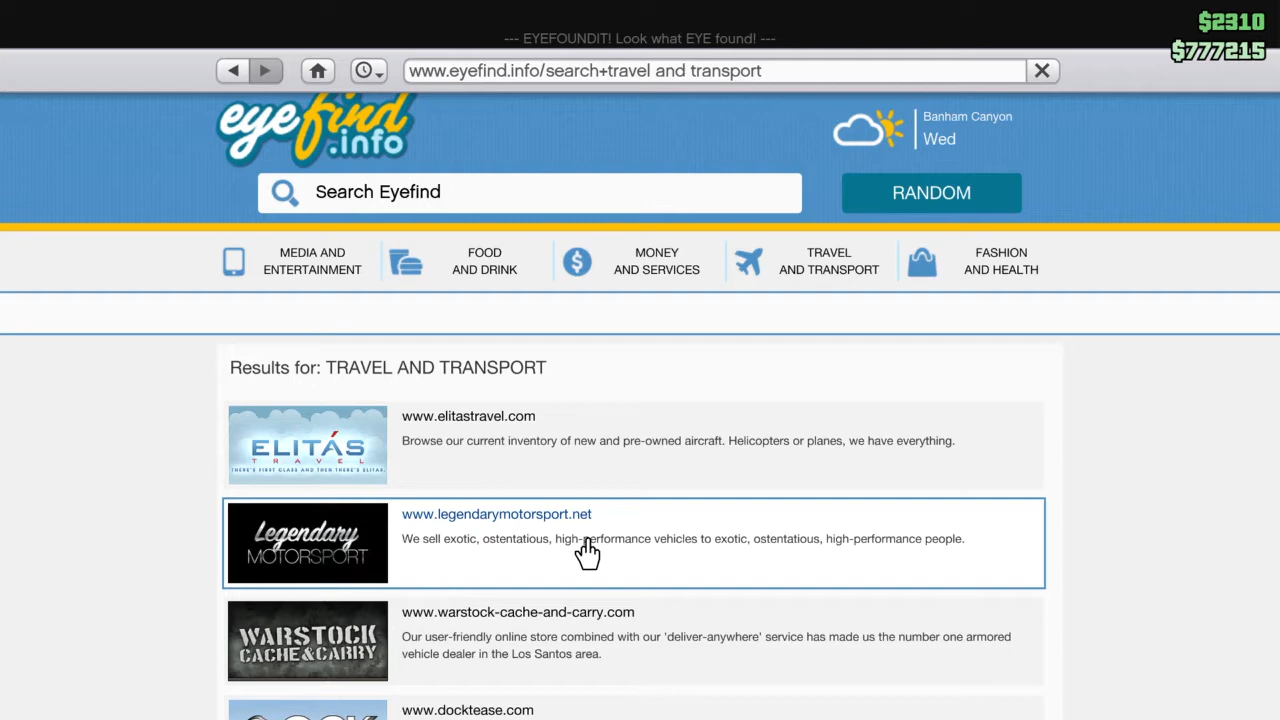 $2310
--- EYEFOUNDIT! Look what EYE found! ---
$777215
www.eyefind.info/search+travel and transport
eyefind
.info
Banham Canyon
Wed
Search Eyefind
RANDOM
MEDIA AND
ENTERTAINMENT
FOOD
AND DRINK
MONEY
AND SERVICES
TRAVEL
AND TRANSPORT
FASHION
AND HEALTH
Results for: TRAVEL AND TRANSPORT
ELITÁS
TRAVEL
THERE'S FIRST CLASS AND THEN THERE'S ELITAS.
www.elitastravel.com
Browse our current inventory of new and pre-owned aircraft. Helicopters or planes, we have everything.
Legendary
MOTORSPORT
www.legendarymotorsport.net
We sell exotic, ostentatious, high-performance vehicles to exotic, ostentatious, high-performance people.
WARSTOCK
CACHE&CARRY
www.warstock-cache-and-carry.com
Our user-friendly online store combined with our 'deliver-anywhere' service has made us the number one armored
vehicle dealer in the Los Santos area.
www.docktease.com